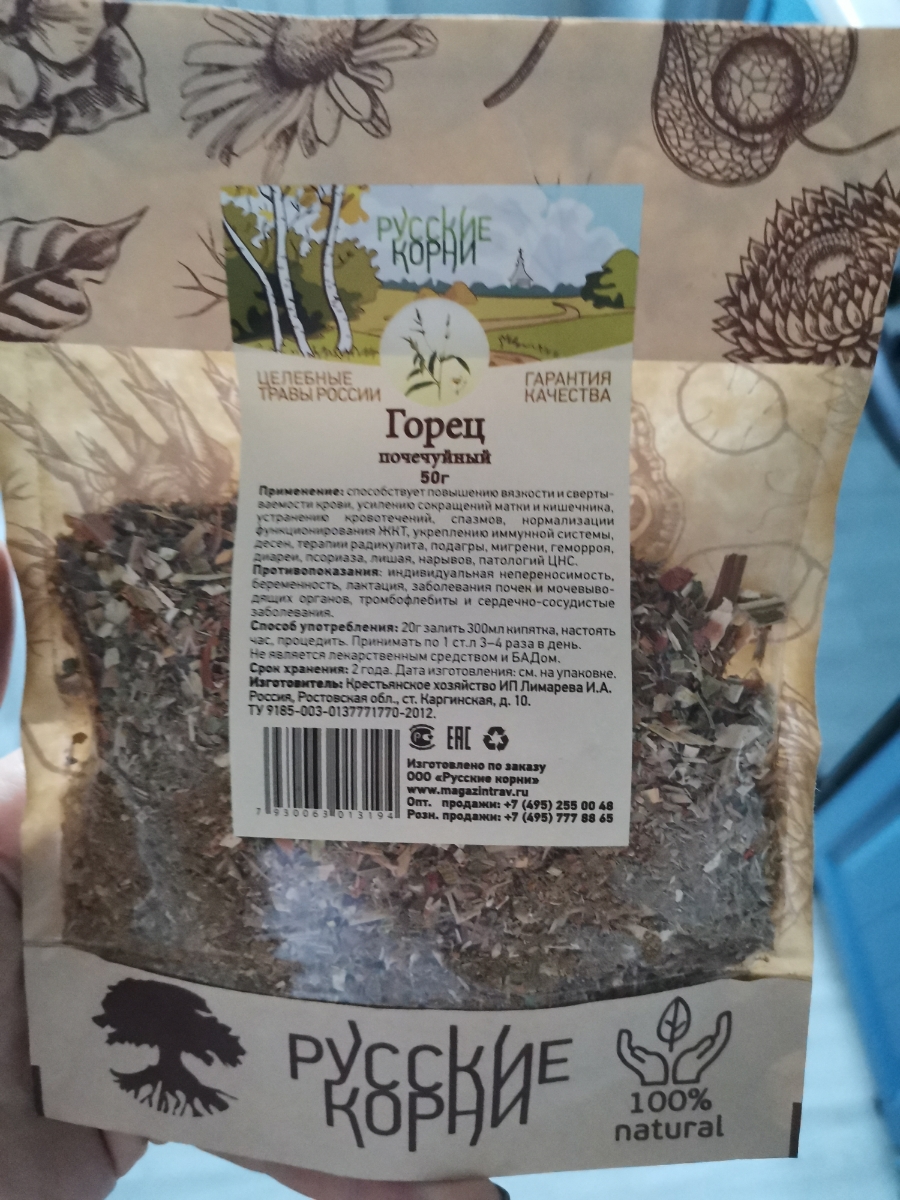 РУССКИЕ
КОРНИ
ЦЕЛЕБНЫЕ
ТРАВЫ РОССИИ
ГАРАНТИЯ
КАЧЕСТВА
Горец
почечуйный
50г
Применение: способствует повышению вязкости и сверты-
ваемости крови, усилению сокращений матки и кишечника,
устранению кровотечений, спазмов, нормализации
функционирования ЖКТ, укреплению иммунной системы,
десен, терапии радикулита, подагры, мигрени, геморроя,
диареи, псориаза, лишая, нарывов, патологий ЦНС.
Противопоказания: индивидуальная непереносимость,
беременность, лактация, заболевания почек и мочевыво-
дящих органов, тромбофлебиты и сердечно-сосудистые
заболевания.
Способ употребления: 20г залить 300мл кипятка, настоять
час, процедить. Принимать по 1 ст.л 3-4 раза в день.
Не является лекарственным средством и БАДом.
Срок хранения: 2 года. Дата изготовления: см. на упаковке.
Изготовитель: Крестьянское хозяйство ИП Лимарева И.А.
Россия, Ростовская обл., ст. Каргинская, д. 10.
ТУ 9185-003-0137771770-2012.
РС ЕАС
Изготовлено по заказу
ООО «Русские корни»
www.magazintrav.ru
Опт. продажи: +7 (495) 255 00 48
Розн. продажи: +7 (495) 777 88 65
7 930063 013194
РУССКИЕ
КОРНИ
100%
natural